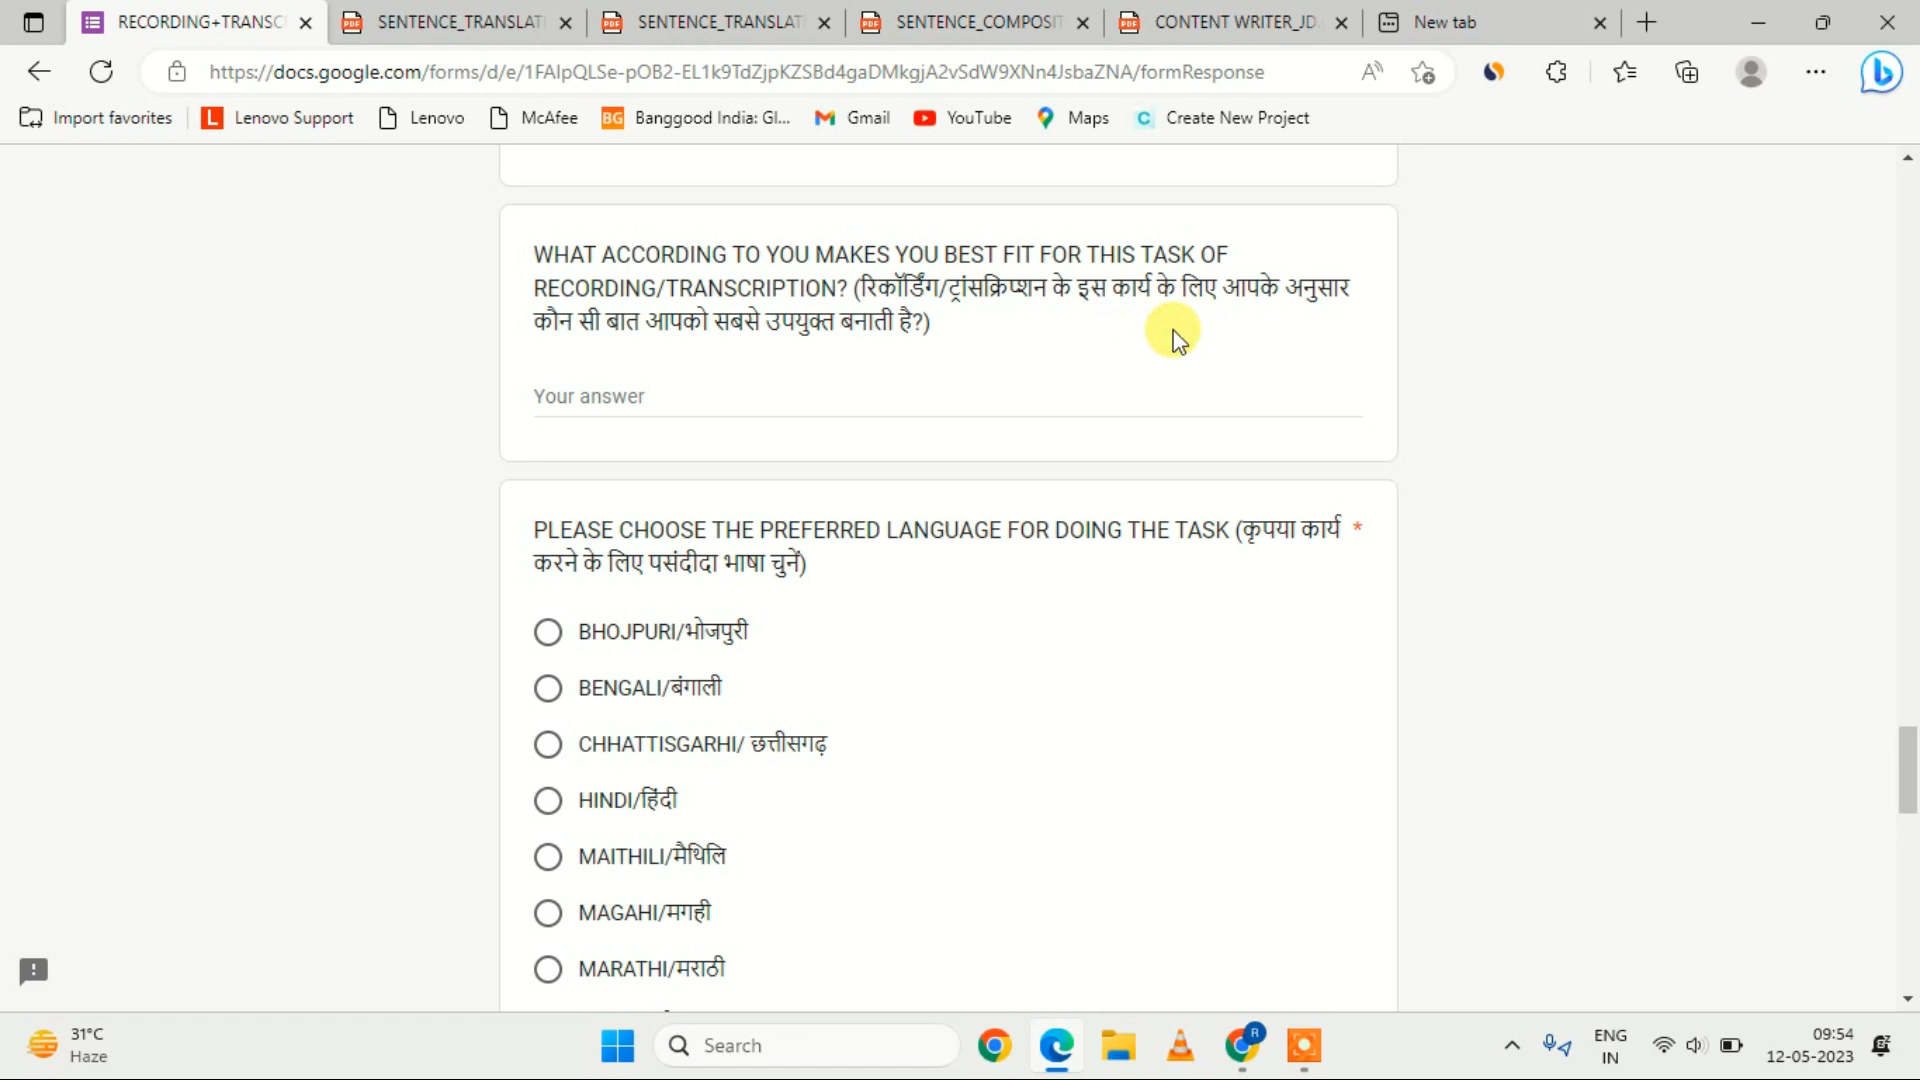 RECORDING+TRANSC
SENTENCE_TRANSLAT
SENTENCE_TRANSLAT
SENTENCE_COMPOSIT
CONTENT WRITER_JD.
New tab
https://docs.google.com/forms/d/e/1FAIpQLSe-pOB2-EL1k9TdZjpKZSBd4gaDMkgjA2vSdW9XNn4JsbaZNA/formResponse
Import favorites
Lenovo Support
Lenovo
McAfee
BG Banggood India: Gl...
Gmail
YouTube
Maps
Create New Project
WHAT ACCORDING TO YOU MAKES YOU BEST FIT FOR THIS TASK OF
RECORDING/TRANSCRIPTION? (रिकॉर्डिंग/ट्रांसक्रिप्शन के इस कार्य के लिए आपके अनुसार
कौन सी बात आपको सबसे उपयुक्त बनाती है?)
Your answer
PLEASE CHOOSE THE PREFERRED LANGUAGE FOR DOING THE TASK (कृपया कार्य *
करने के लिए पसंदीदा भाषा चुनें)
BHOJPURI/भोजपुरी
BENGALI/बंगाली
CHHATTISGARHI/ छत्तीसगढ़
HINDI/हिंदी
MAITHILI/मैथिलि
MAGAHI/मगही
MARATHI/मराठी
31°C
Haze
Search
ENG
IN
09:54
12-05-2023